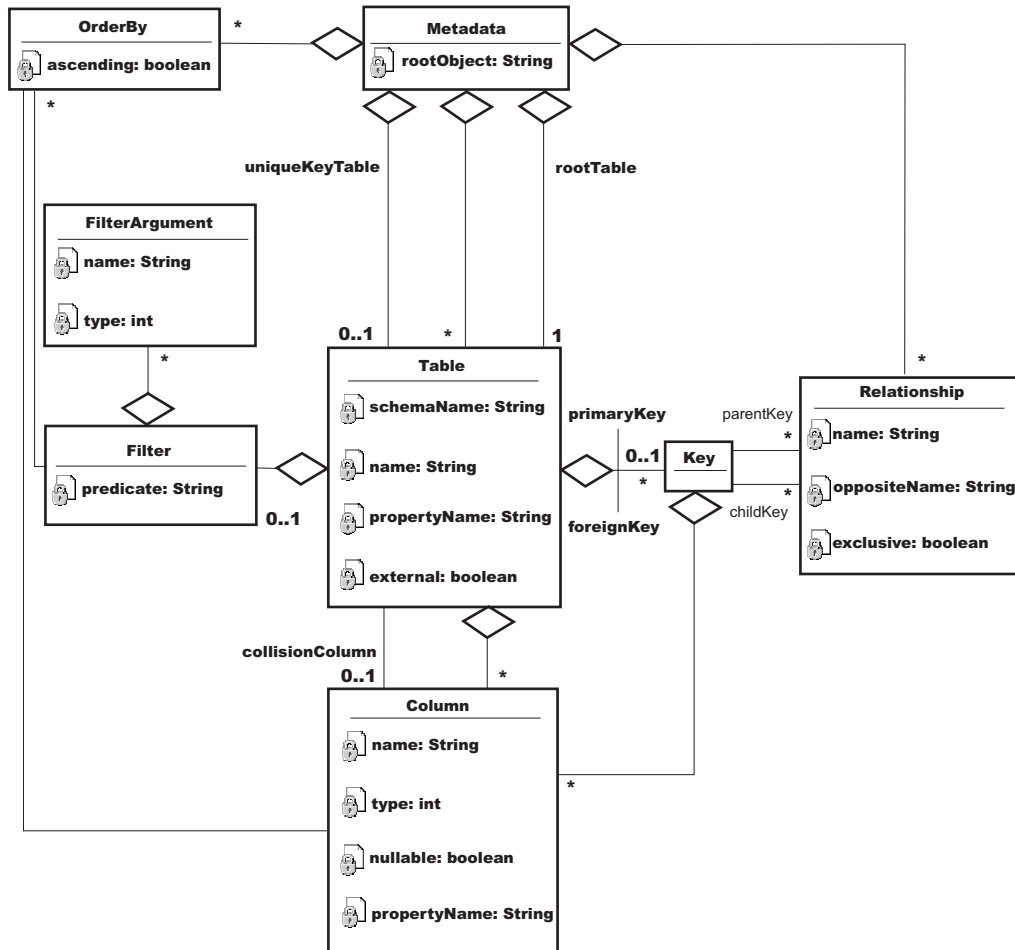 OrderBy
ascending: boolean
*
*
Metadata
rootObject: String
uniqueKeyTable
rootTable
0..1
*
1
*
FilterArgument
name: String
type: int
*
Filter
predicate: String
0..1
Table
schemaName: String
name: String
propertyName: String
external: boolean
primaryKey
0..1
*
foreignKey
Key
parentKey
*
*
childKey
Relationship
name: String
oppositeName: String
exclusive: boolean
collisionColumn
0..1
*
*
Column
name: String
type: int
nullable: boolean
propertyName: String